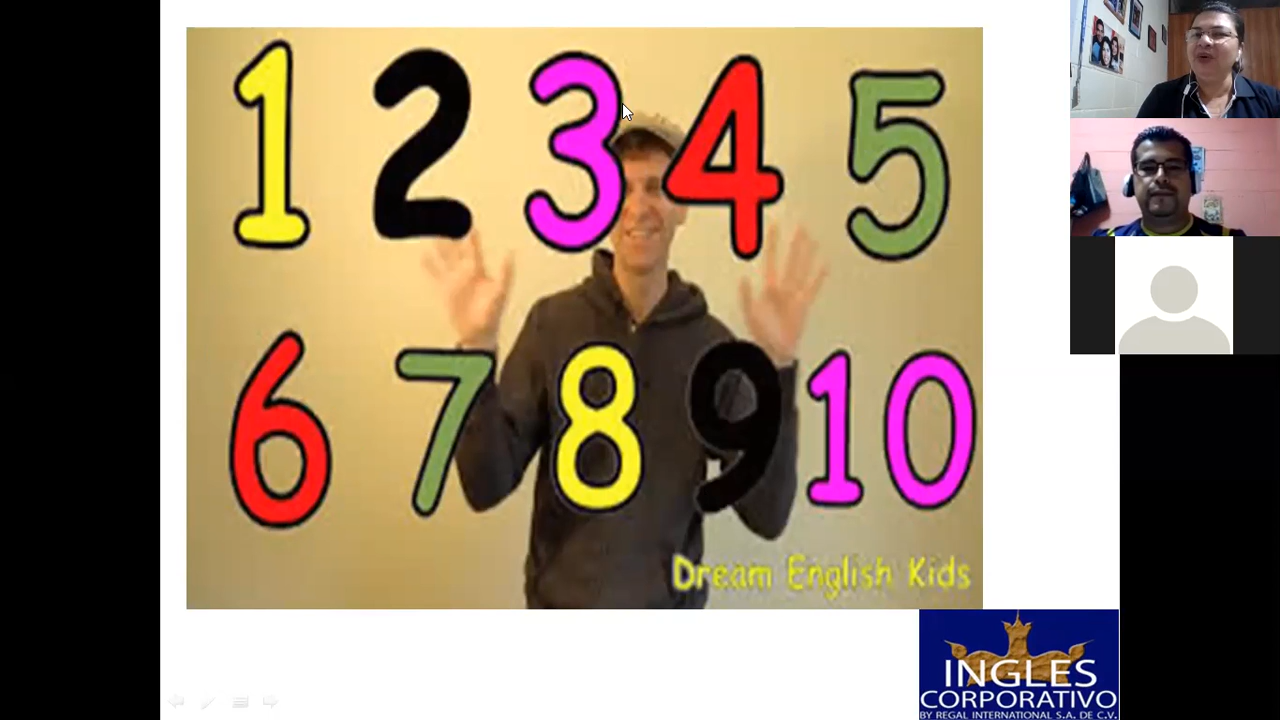 1 2 3 4 5
6 7 8 9 10
Dream English Kids
INGLES
CORPORATIVO
BY REGAL INTERNATIONAL S.A. DE C.V.